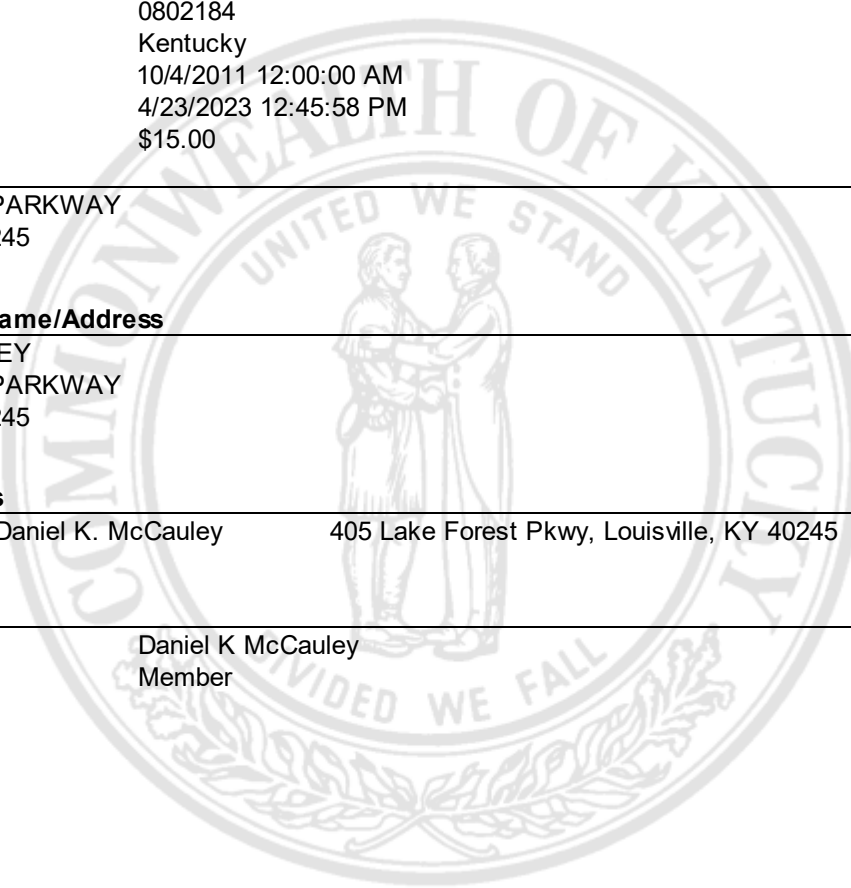 0802184
Kentucky
10/4/2011 12:00:00 AM
4/23/2023 12:45:58 PM
$15.00
PARKWAY
245
ame/Address
EY
PARKWAY
245
s
Daniel K. McCauley 405 Lake Forest Pkwy, Louisville, KY 40245
Daniel K McCauley
Member
COMMONWEALTH OF KENTUCKY
UNITED WE STAND
DIVIDED WE FALL